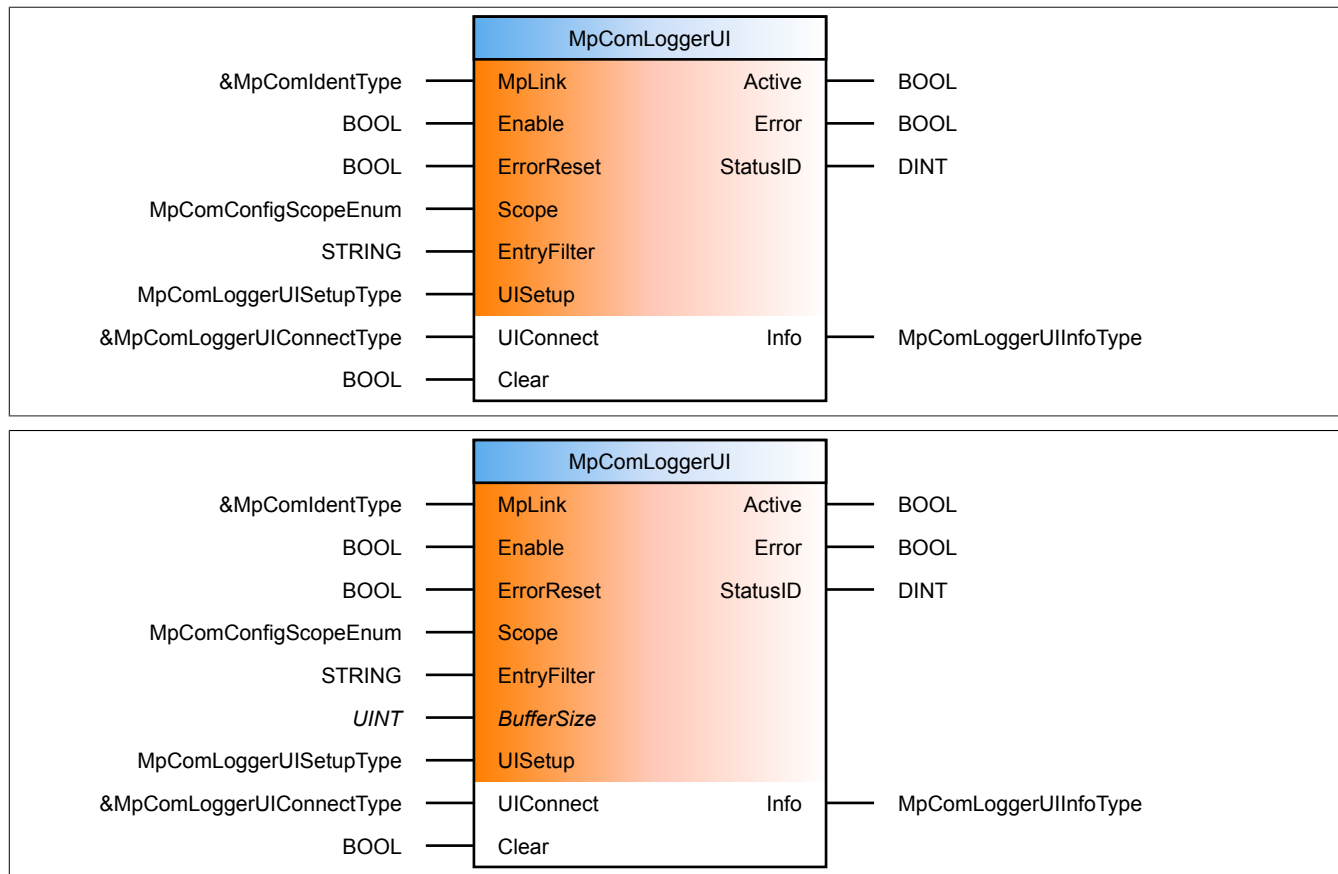 MpComLoggerUI
&MpComIdentType MpLink Active BOOL
BOOL Enable Error BOOL
BOOL ErrorReset StatusID DINT
MpComConfigScopeEnum Scope
STRING EntryFilter
MpComLoggerUISetupType UISetup
&MpComLoggerUIConnectType UIConnect Info MpComLoggerUIInfoType
BOOL Clear
MpComLoggerUI
&MpComIdentType MpLink Active BOOL
BOOL Enable Error BOOL
BOOL ErrorReset StatusID DINT
MpComConfigScopeEnum Scope
STRING EntryFilter
UINT BufferSize
MpComLoggerUISetupType UISetup
&MpComLoggerUIConnectType UIConnect Info MpComLoggerUIInfoType
BOOL Clear